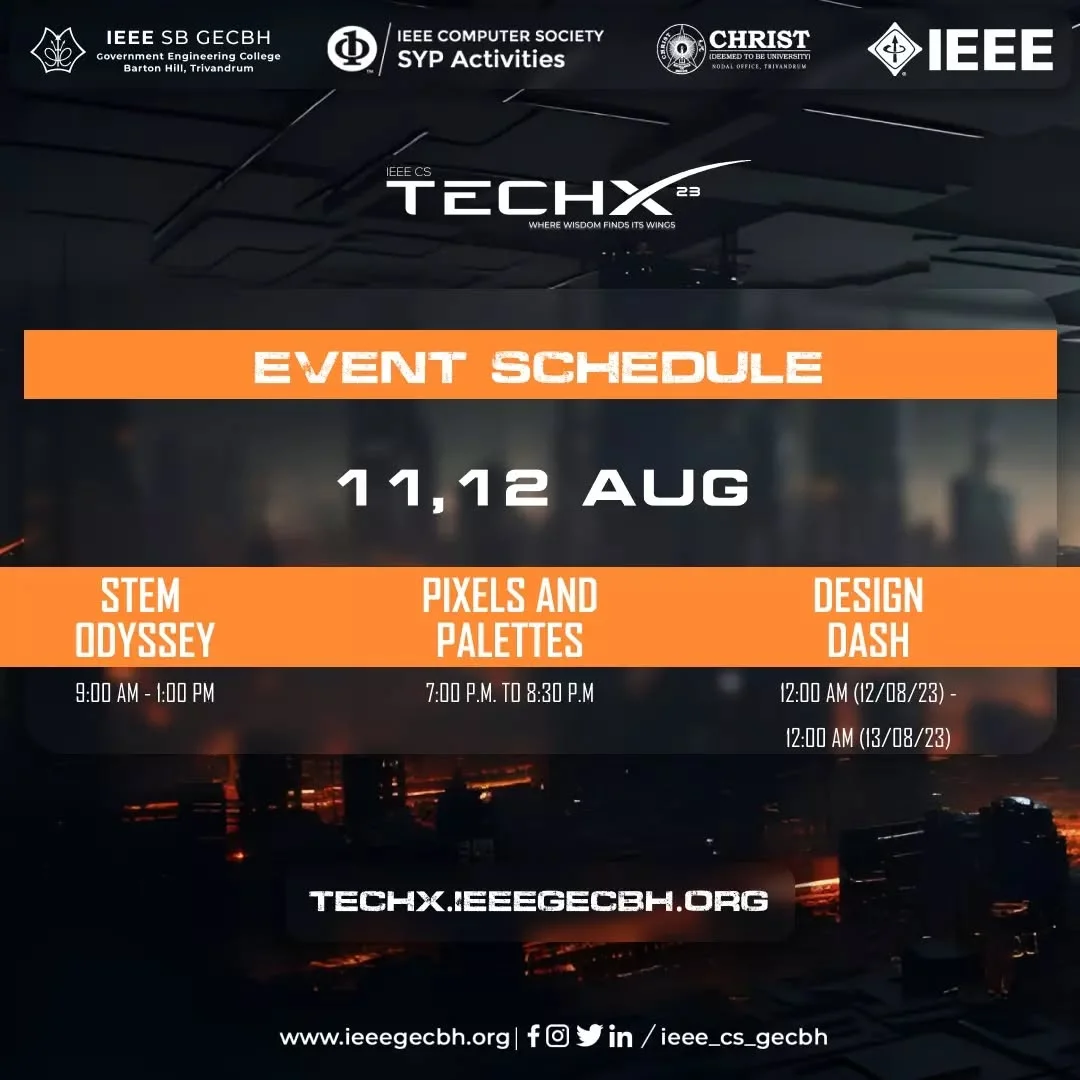 IEEE SB GECBH
Government Engineering College
Barton Hill, Trivandrum
IEEE COMPUTER SOCIETY
SYP Activities
CHRIST
(DEEMED TO BE UNIVERSITY)
NODAL OFFICE, TRIVANDRUM
IEEE
IEEE CS
TECHX 23
WHERE WISDOM FINDS ITS WINGS
EVENT SCHEDULE
11,12 AUG
STEM
ODYSSEY
9:00 AM - 1:00 PM
PIXELS AND
PALETTES
7:00 P.M. TO 8:30 P.M
DESIGN
DASH
12:00 AM (12/08/23) -
12:00 AM (13/08/23)
TECHX.IEEEGECBH.ORG
www.ieeegecbh.org| / ieee_cs_gecbh